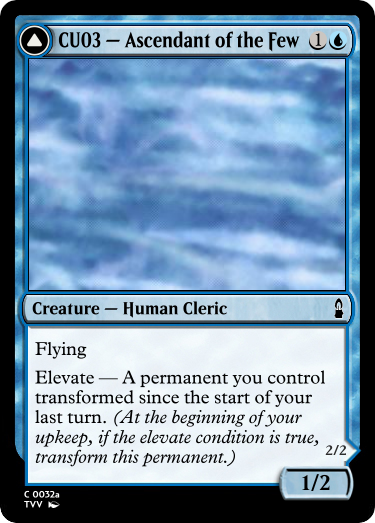 CU03 — Ascendant of the Few 1
Creature — Human Cleric
Flying
Elevate — A permanent you control
transformed since the start of your
last turn. (At the beginning of your
upkeep, if the elevate condition is true,
transform this permanent.)
2/2
1/2
C 0032a
TVV